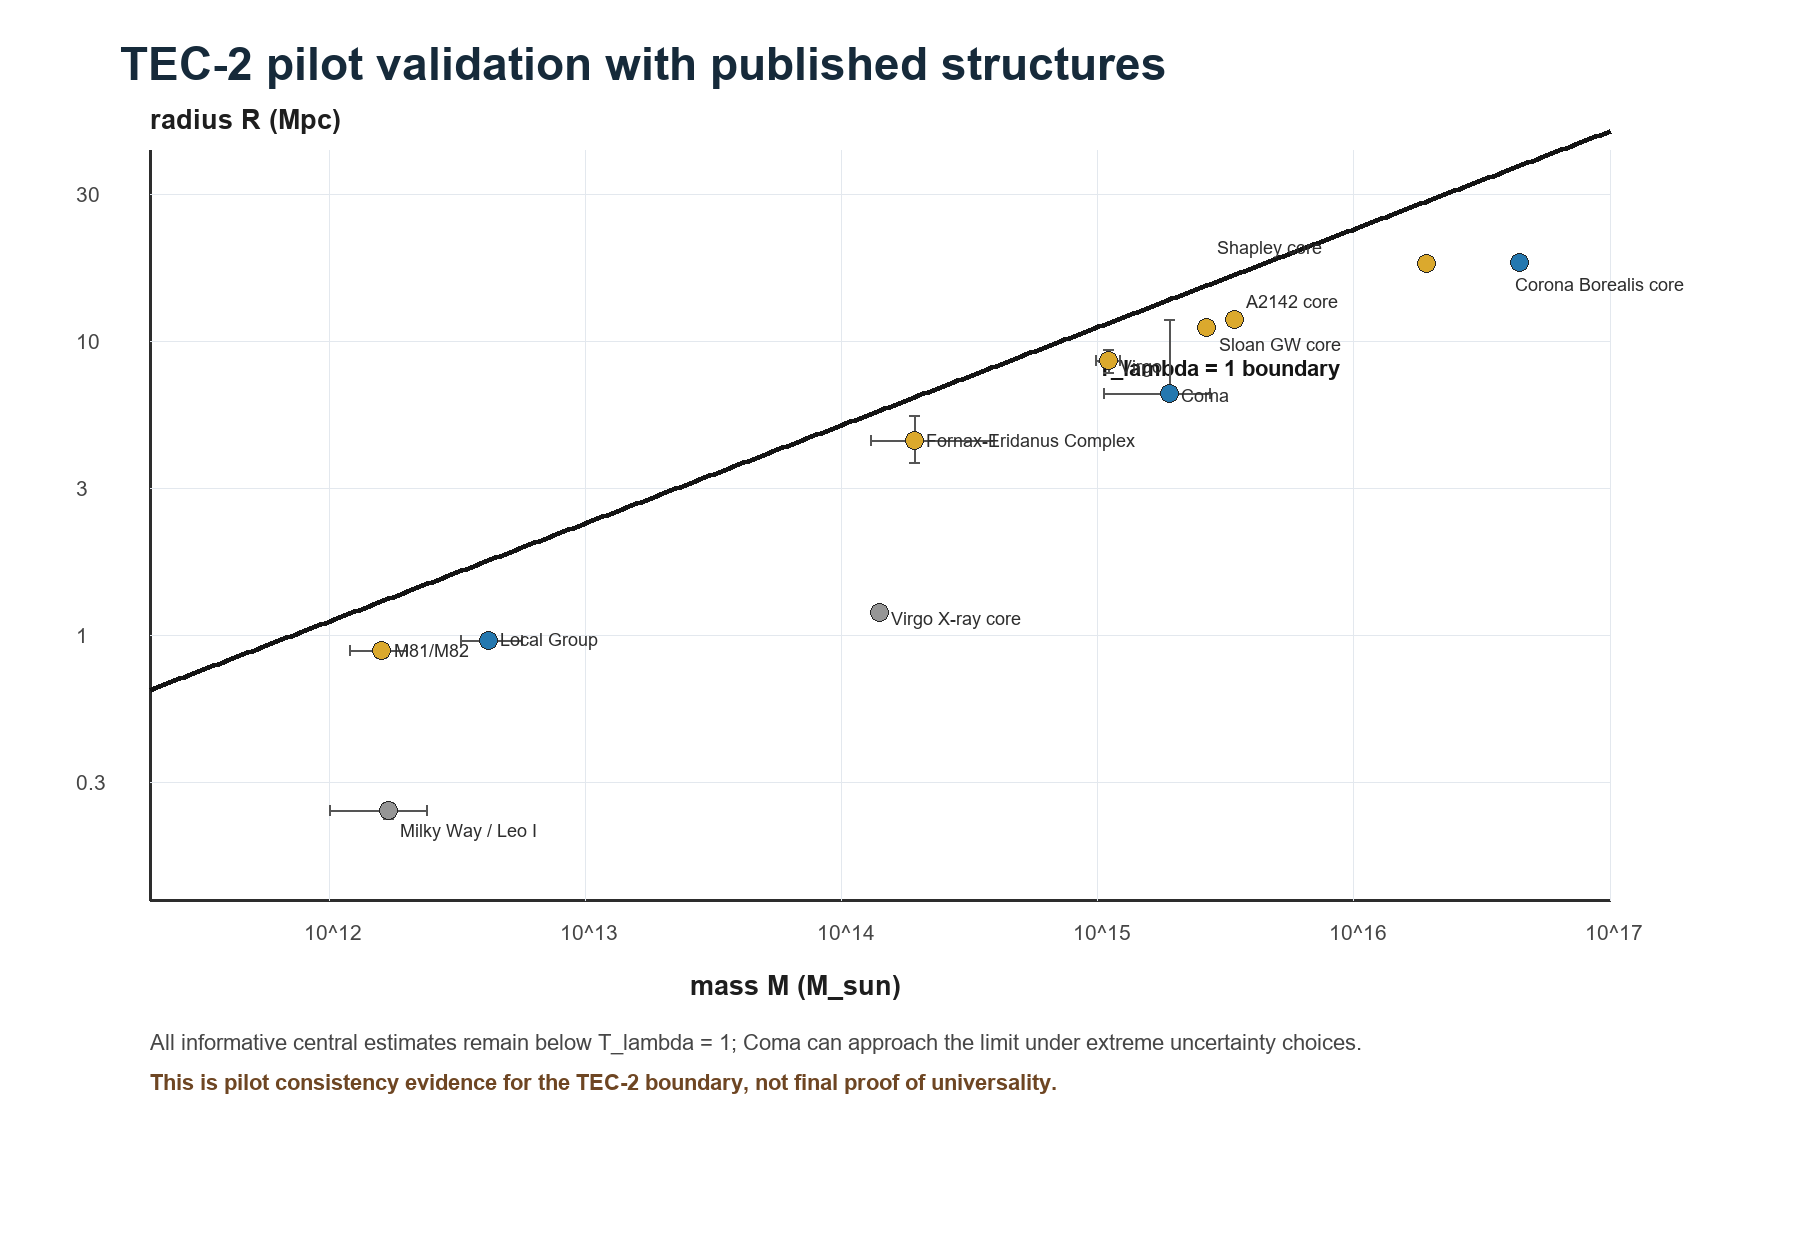 TEC-2 pilot validation with published structures
radius R (Mpc)
30
Shapley core
Corona Borealis core
A2142 core
10
Sloan GW core
Virgo
T_lambda = 1 boundary
Coma
Fornax-Eridanus Complex
3
Virgo X-ray core
1
M81/M82
Local Group
0.3
Milky Way / Leo I
10^12
10^13
10^14
10^15
10^16
10^17
mass M (M_sun)
All informative central estimates remain below T_lambda = 1; Coma can approach the limit under extreme uncertainty choices.
This is pilot consistency evidence for the TEC-2 boundary, not final proof of universality.